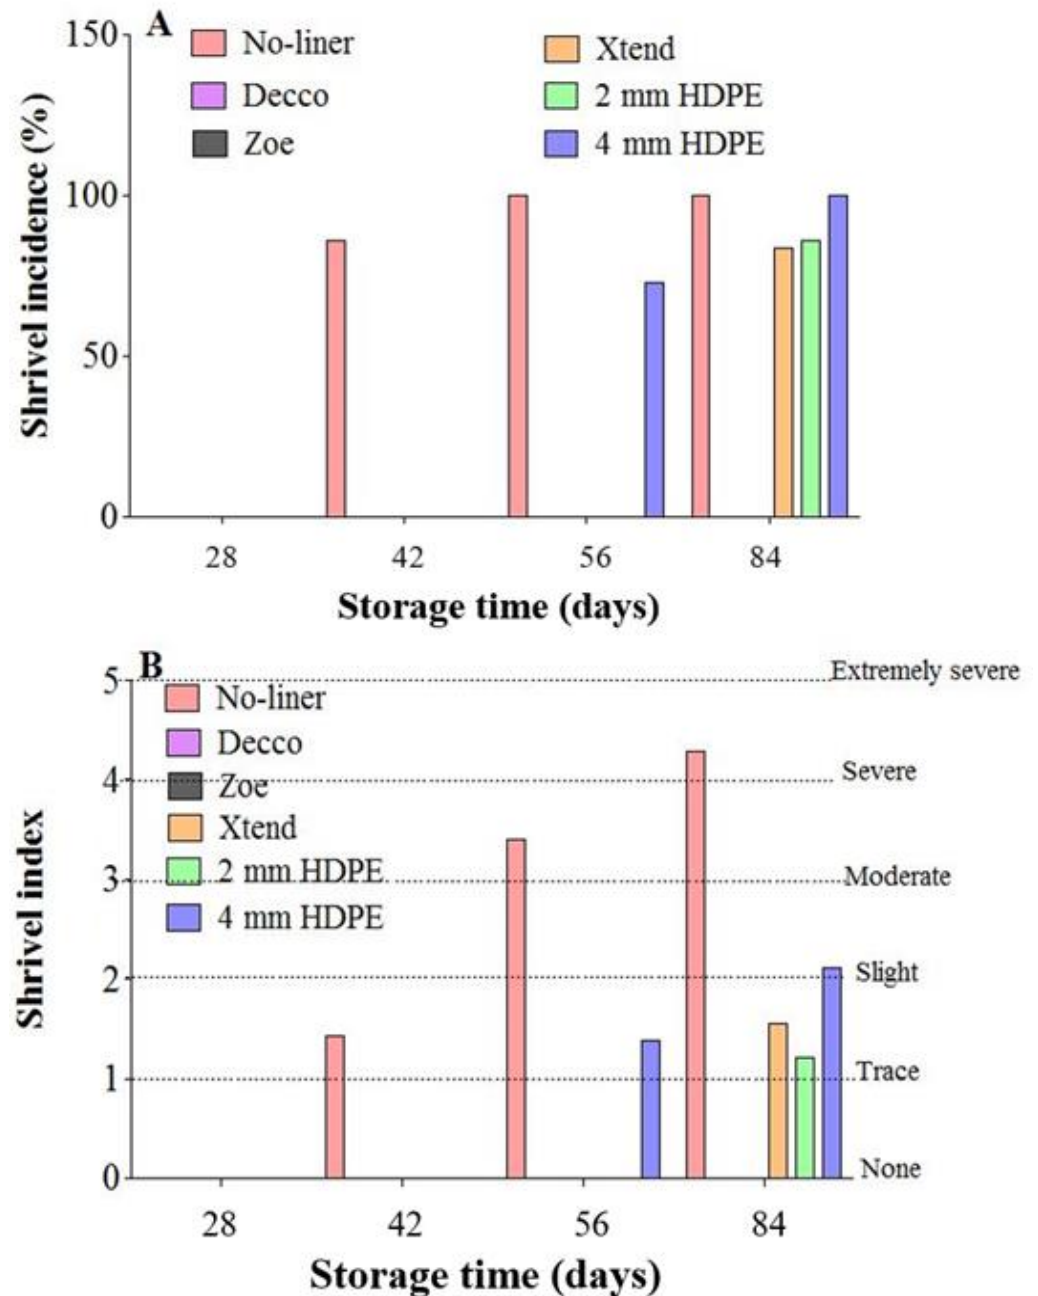 A
150
No-liner
Xtend
Decco
2 mm HDPE
Zoe
4 mm HDPE
100
50
0
Shrivel incidence (%)
28 42 56 84
Storage time (days)
B
5
Extremely severe
No-liner
Decco
4
Zoe
Severe
Xtend
3
2 mm HDPE
Moderate
4 mm HDPE
2
Slight
1
Trace
0
None
Shrivel index
28 42 56 84
Storage time (days)